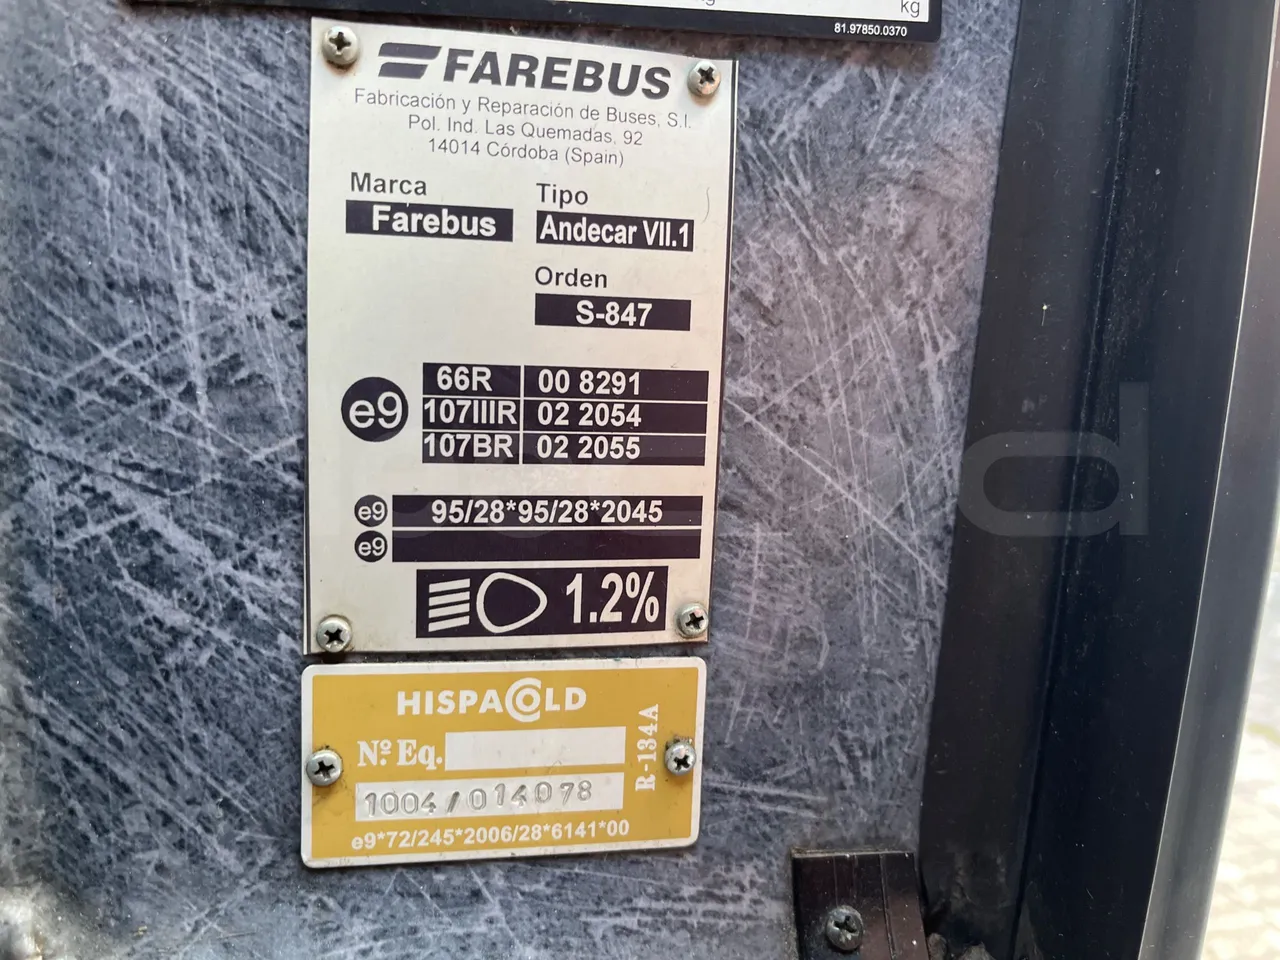 kg
81.97850.0370
FAREBUS
Fabricación y Reparación de Buses, S.l.
Pol. Ind. Las Quemadas, 92
14014 Córdoba (Spain)
Marca Tipo
Farebus Andecar VII.1
Orden
S-847
e9
66R 00 8291
107IIIR 02 2054
107BR 02 2055
e9 95/28*95/28*2045
e9
1.2%
HISPACOLD
Nº Eq.
R-134A
1004/014078
e9*72/245*2006/28*6141*00